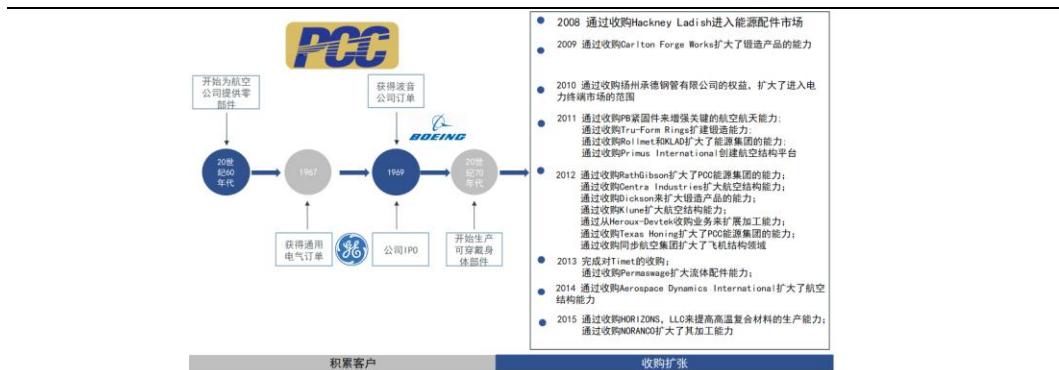 PCC
开始为航空
公司提供零
部件
获得波音
公司订单
BOEING
20世
纪60
年代
1967
1969
20世
纪70
年代
获得通用
电气订单
GE
公司IPO
开始生产
可穿戴身
体部件
2008 通过收购Hackney Ladish进入能源配件市场
2009 通过收购Carlton Forge Works扩大了锻造产品的能力
2010 通过收购扬州承德钢管有限公司的权益，扩大了进入电
力终端市场的范围
2011 通过收购PB紧固件来增强关键的航空航天能力;
通过收购Tru-Form Rings扩建锻造能力;
通过收购Rollmet和KLAD扩大了能源集团的能力;
通过收购Primus International创建航空结构平台
2012 通过收购RathGibson扩大了PCC能源集团的能力;
通过收购Centra Industries扩大航空结构能力;
通过收购Dickson来扩大锻造产品的能力;
通过收购Klune扩大航空结构能力;
通过从Heroux-Devtek收购业务来扩展加工能力;
通过收购Texas Honing扩大了PCC能源集团的能力;
通过收购同步航空集团扩大了飞机结构领域
2013 完成对Timet的收购;
通过收购Permaswage扩大流体配件能力;
2014 通过收购Aerospace Dynamics International扩大了航空
结构能力
2015 通过收购HORIZONS, LLC来提高高温复合材料的生产能力;
通过收购NORANCO扩大了其加工能力
积累客户
收购扩张